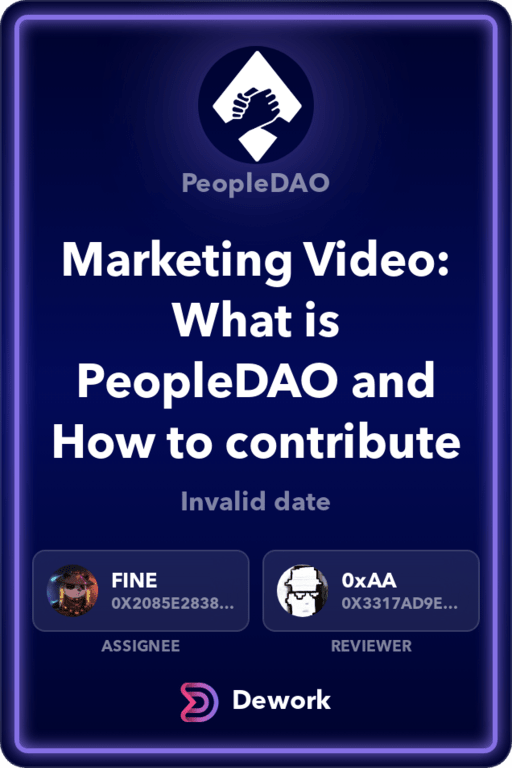 PeopleDAO
Marketing Video:
What is
PeopleDAO and
How to contribute
Invalid date
FINE
0X2085E2838...
ASSIGNEE
0xAA
0X3317AD9E...
REVIEWER
Dework